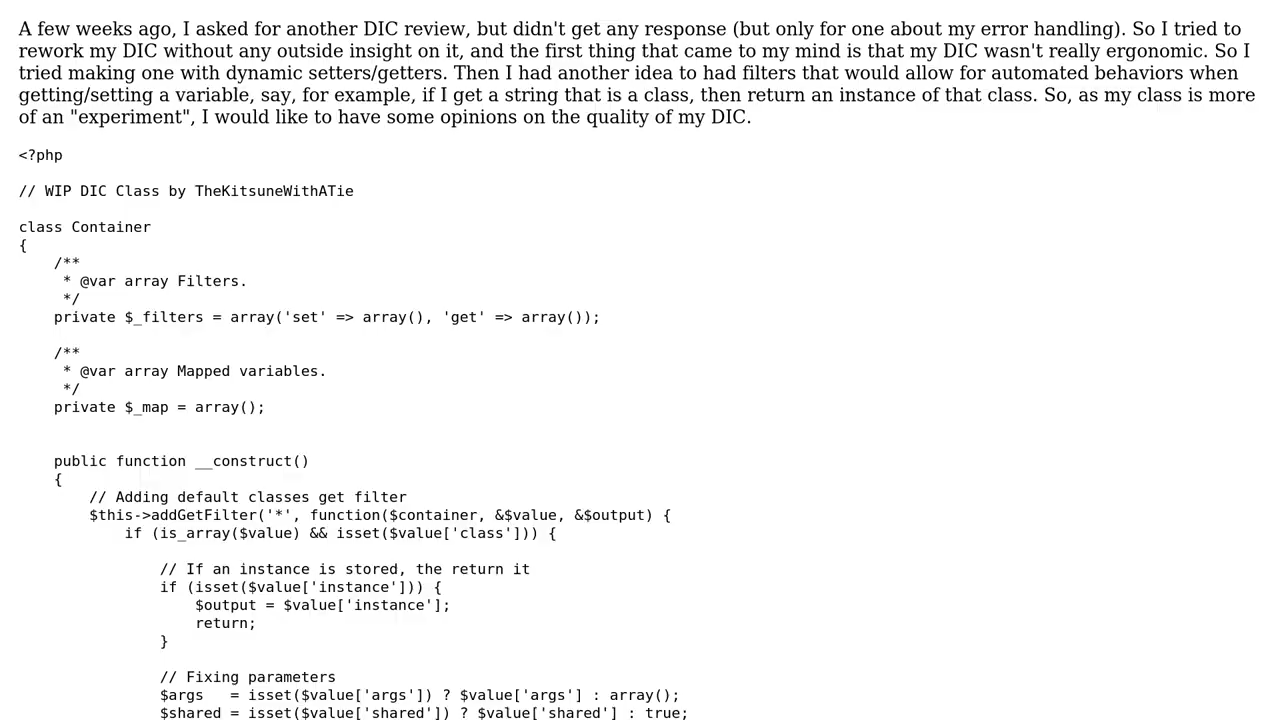 A few weeks ago, I asked for another DIC review, but didn't get any response (but only for one about my error handling). So I tried to
rework my DIC without any outside insight on it, and the first thing that came to my mind is that my DIC wasn't really ergonomic. So I
tried making one with dynamic setters/getters. Then I had another idea to had filters that would allow for automated behaviors when
getting/setting a variable, say, for example, if I get a string that is a class, then return an instance of that class. So, as my class is more
of an "experiment", I would like to have some opinions on the quality of my DIC.
<?php
// WIP DIC Class by TheKitsuneWithATie
class Container
{
    /**
     * @var array Filters.
     */
    private $_filters = array('set' => array(), 'get' => array());
    /**
     * @var array Mapped variables.
     */
    private $_map = array();
    public function __construct()
    {
        // Adding default classes get filter
        $this->addGetFilter('*', function($container, &$value, &$output) {
            if (is_array($value) && isset($value['class'])) {
                // If an instance is stored, the return it
                if (isset($value['instance'])) {
                    $output = $value['instance'];
                    return;
                }
                // Fixing parameters
                $args   = isset($value['args']) ? $value['args'] : array();
                $shared = isset($value['shared']) ? $value['shared'] : true;